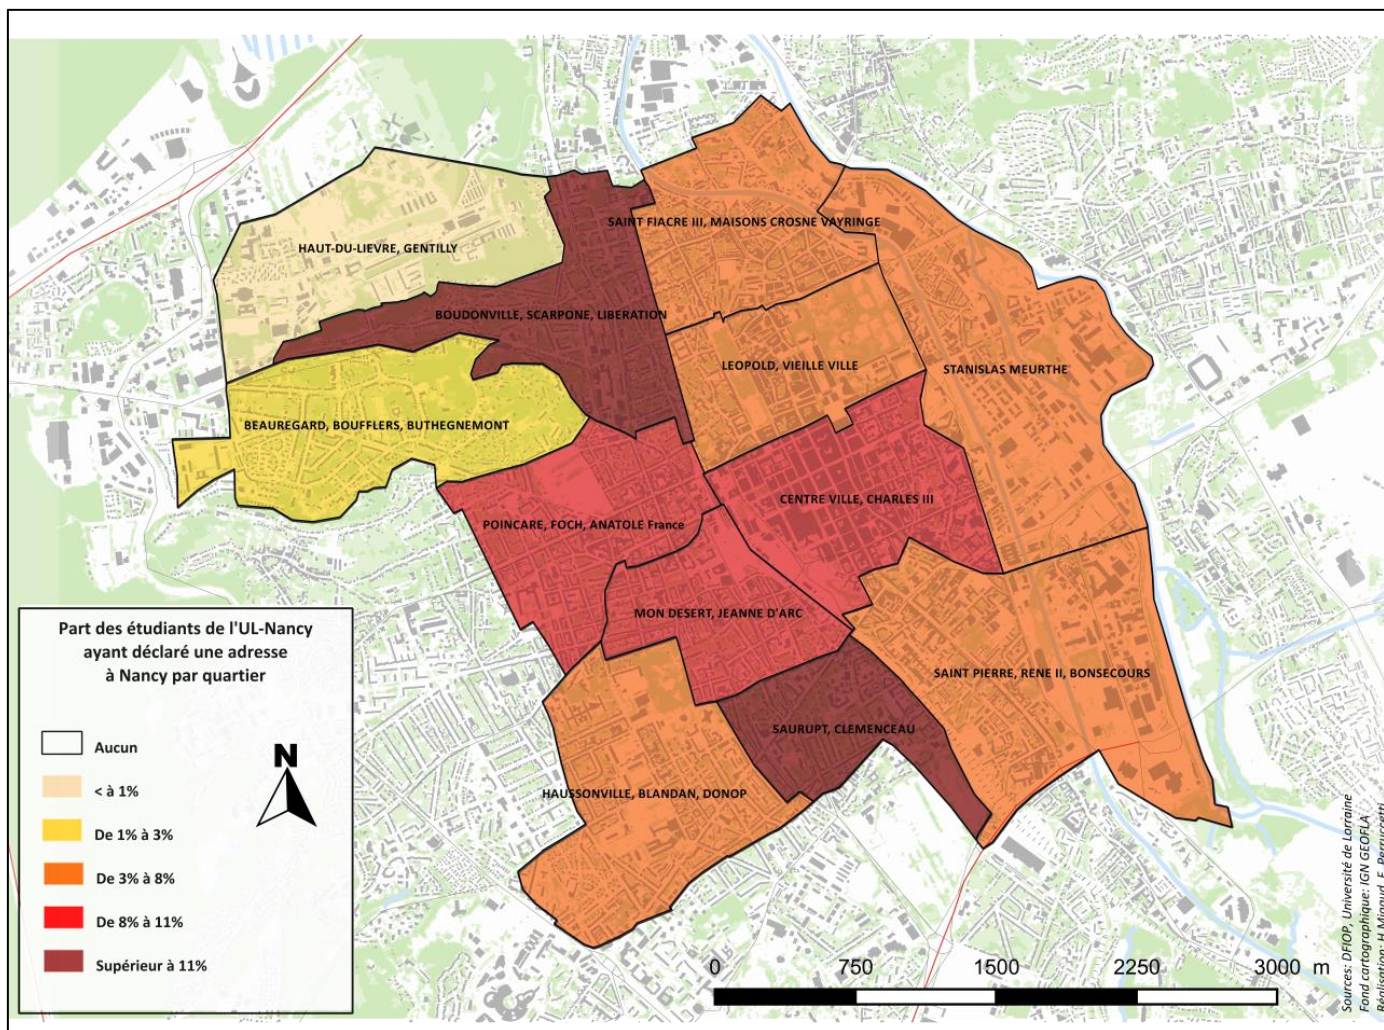 HAUT-DU-LIEVRE, GENTILLY
SAINT FIACRE III, MAISONS CROSNE VAYRINGE
BOUDONVILLE, SCARPONE, LIBERATION
LEOPOLD, VIEILLE VILLE
STANISLAS MEURTHE
BEAUREGARD, BOUFFLERS, BUTHEGNEMONT
CENTRE VILLE, CHARLES III
POINCARE, FOCH, ANATOLE France
MON DESERT, JEANNE D'ARC
SAINT PIERRE, RENE II, BONSECOURS
SAURUPT, CLEMENCEAU
HAUSSONVILLE, BLANDAN, DONOP
Part des étudiants de l'UL-Nancy
ayant déclaré une adresse
à Nancy par quartier
Aucun
< à 1%
De 1% à 3%
De 3% à 8%
De 8% à 11%
Supérieur à 11%
N
0 750 1500 2250 3000 m
Sources: DFIOP, Université de Lorraine
Fond cartographique: IGN GEOFLA
Réalisation: H.Mignaud, F.